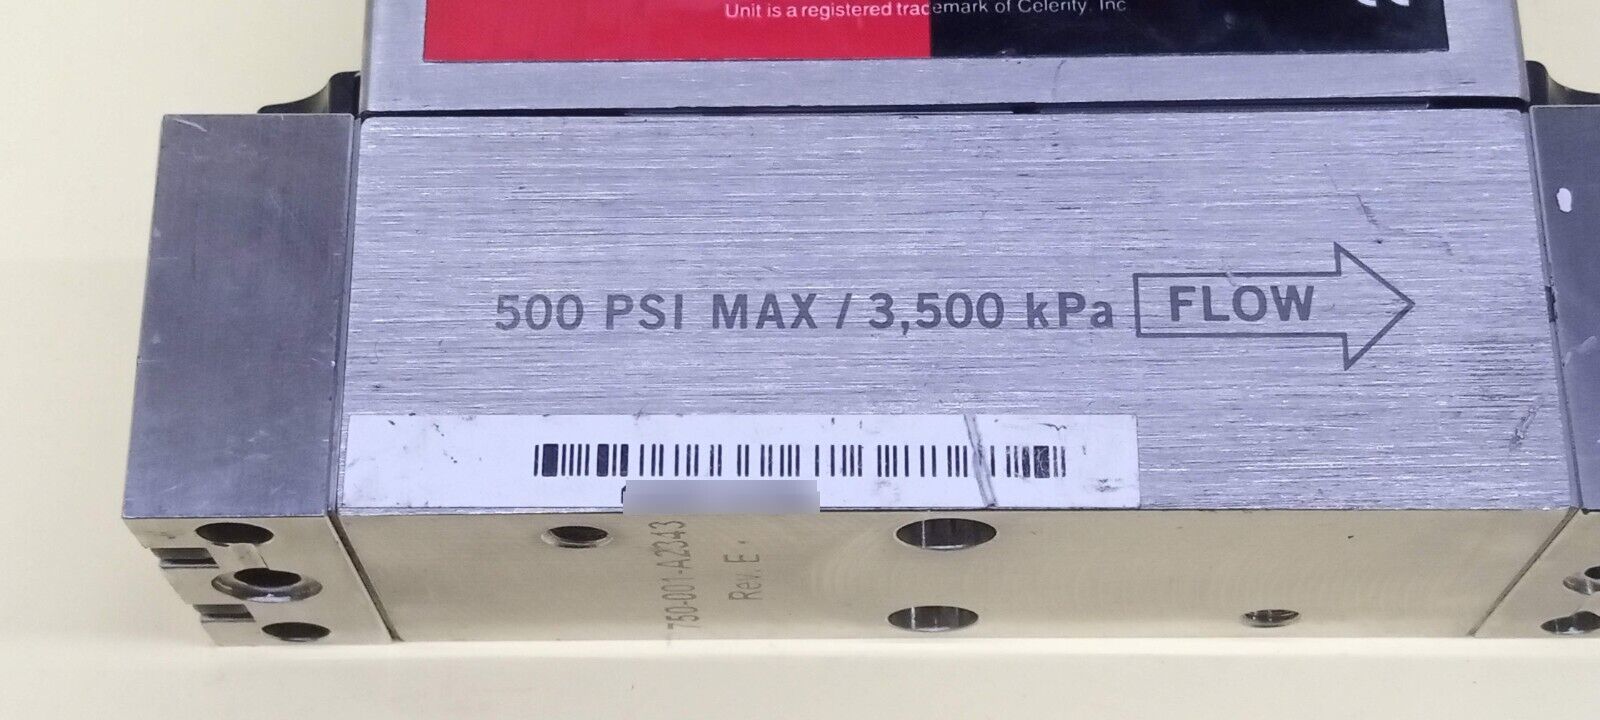 Unit is a registered trademark of Celerity, Inc
500 PSI MAX / 3,500 kPa FLOW
750-001-A2343
Rev. E